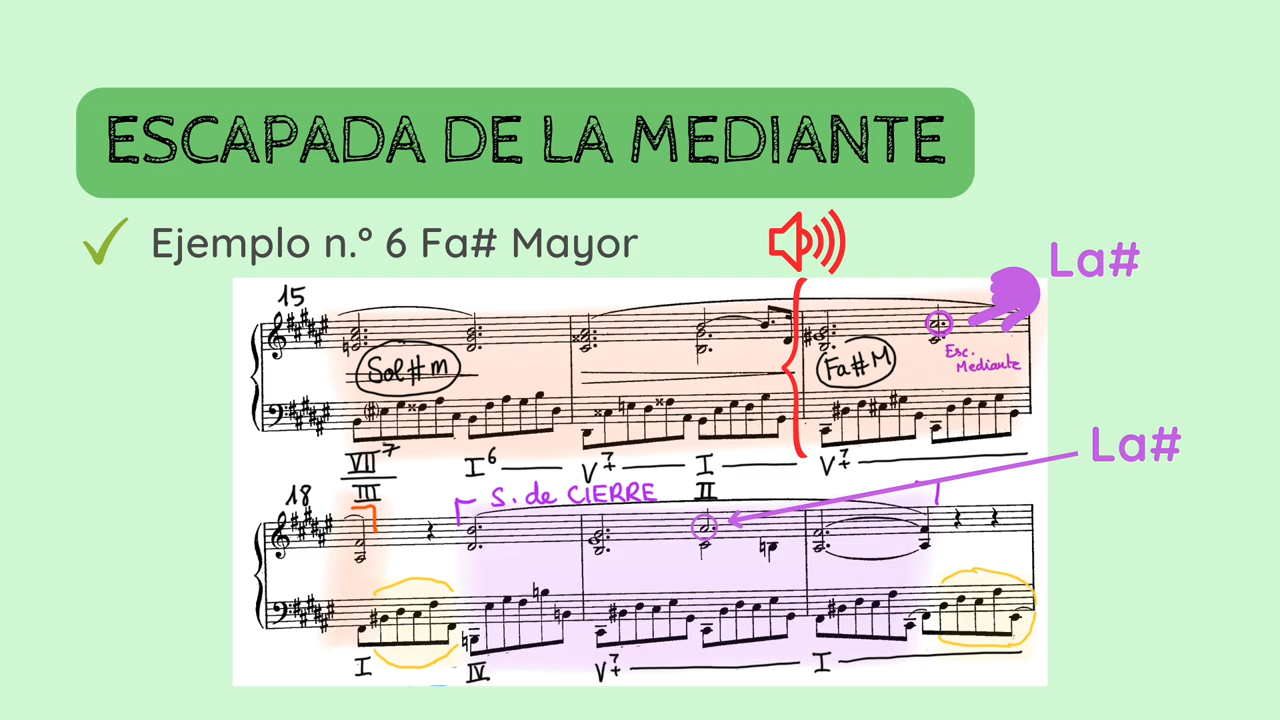 ESCAPADA DE LA MEDIANTE
Ejemplo n.º 6 Fa# Mayor
La#
15
Sol#m
Fa#M
Esc.
Mediante
La#
VII7 I6 V7+ I V7+
III II
18
S. de CIERRE
I IV V7+ I